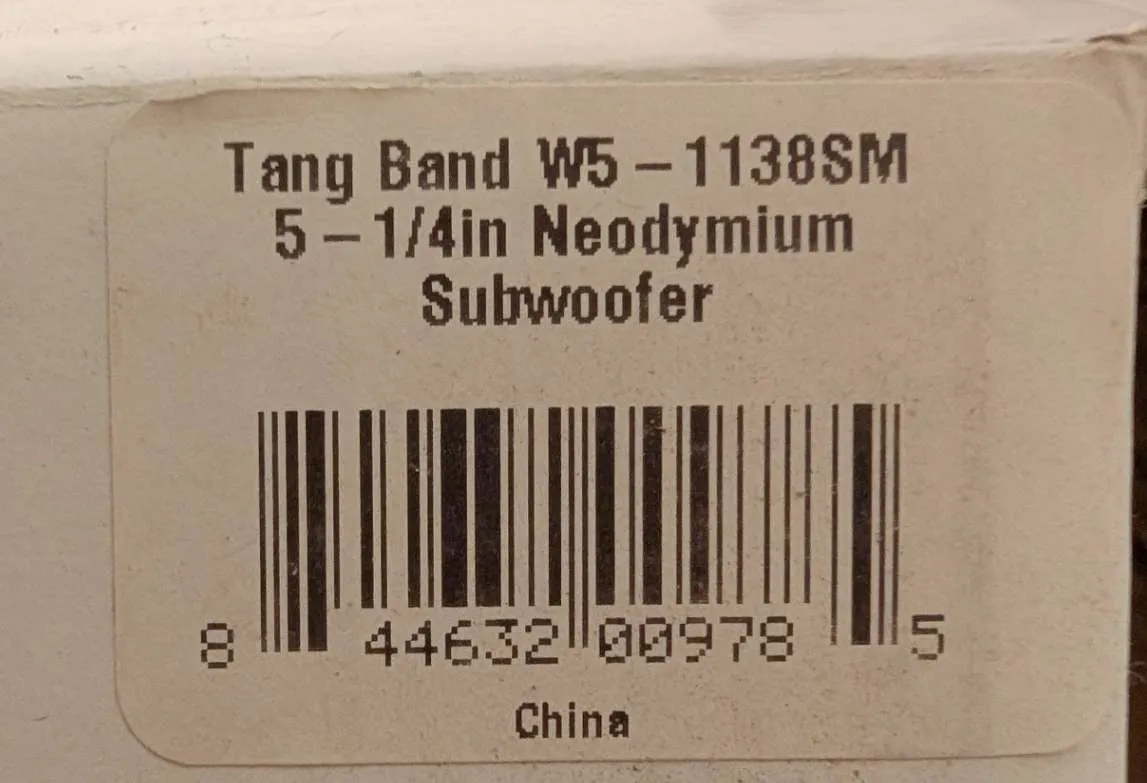 Tang Band W5-1138SM
5-1/4in Neodymium
Subwoofer
8 44632 00978 5
China